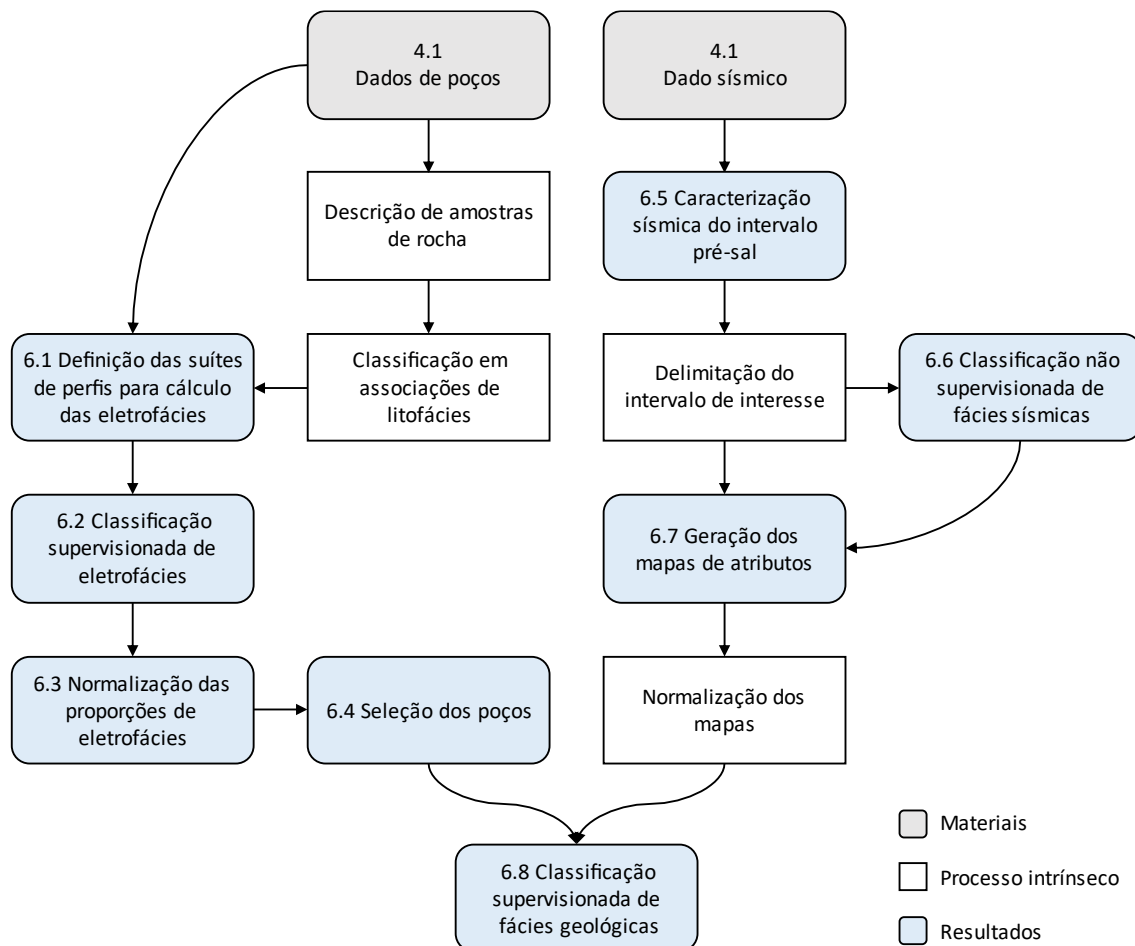 4.1
Dados de poços
4.1
Dado sísmico
Descrição de amostras
de rocha
6.5 Caracterização
sísmica do intervalo
pré-sal
6.1 Definição das suítes
de perfis para cálculo
das eletrofácies
Classificação em
associações de
litofácies
Delimitação do
intervalo de interesse
6.6 Classificação não
supervisionada de
fácies sísmicas
6.2 Classificação
supervisionada de
eletrofácies
6.7 Geração dos
mapas de atributos
6.3 Normalização das
proporções de
eletrofácies
6.4 Seleção dos poços
Normalização dos
mapas
6.8 Classificação
supervisionada de
fácies geológicas
Materiais
Processo intrínseco
Resultados